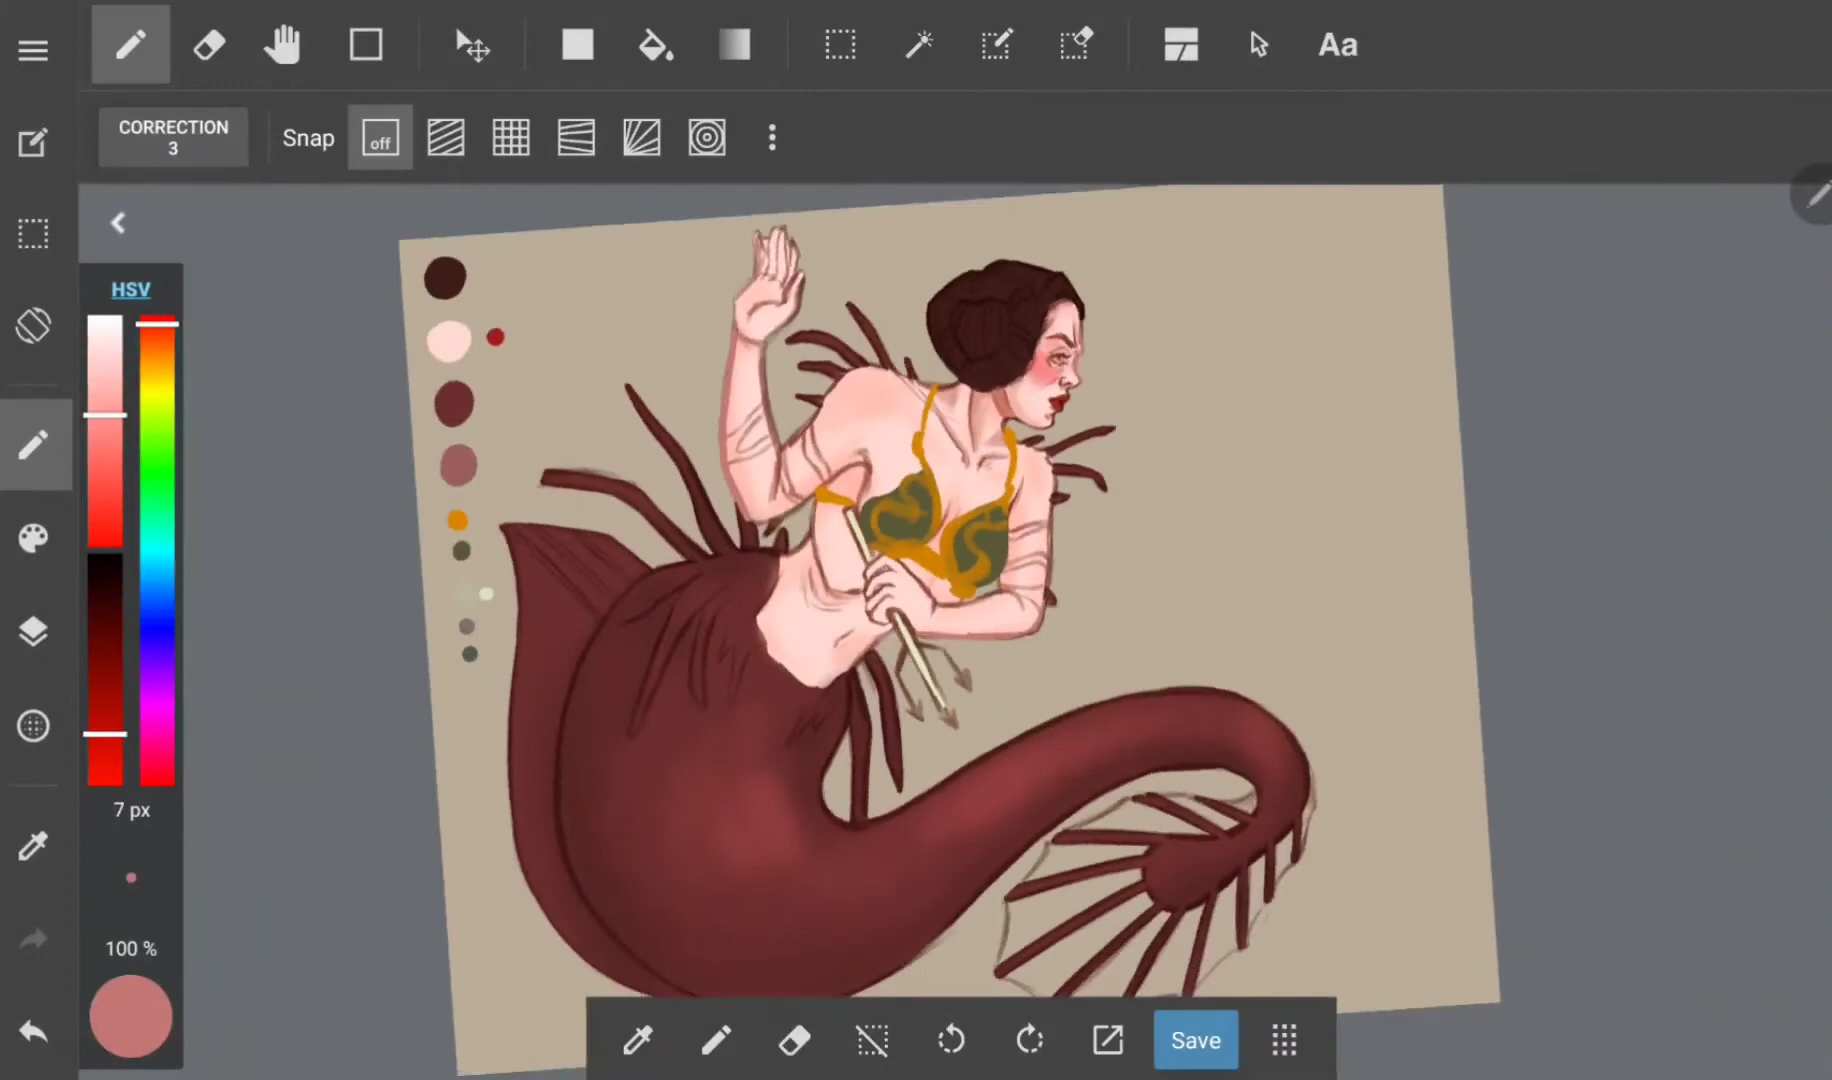 Aa
CORRECTION
3
Snap
off
HSV
7 px
100 %
Save